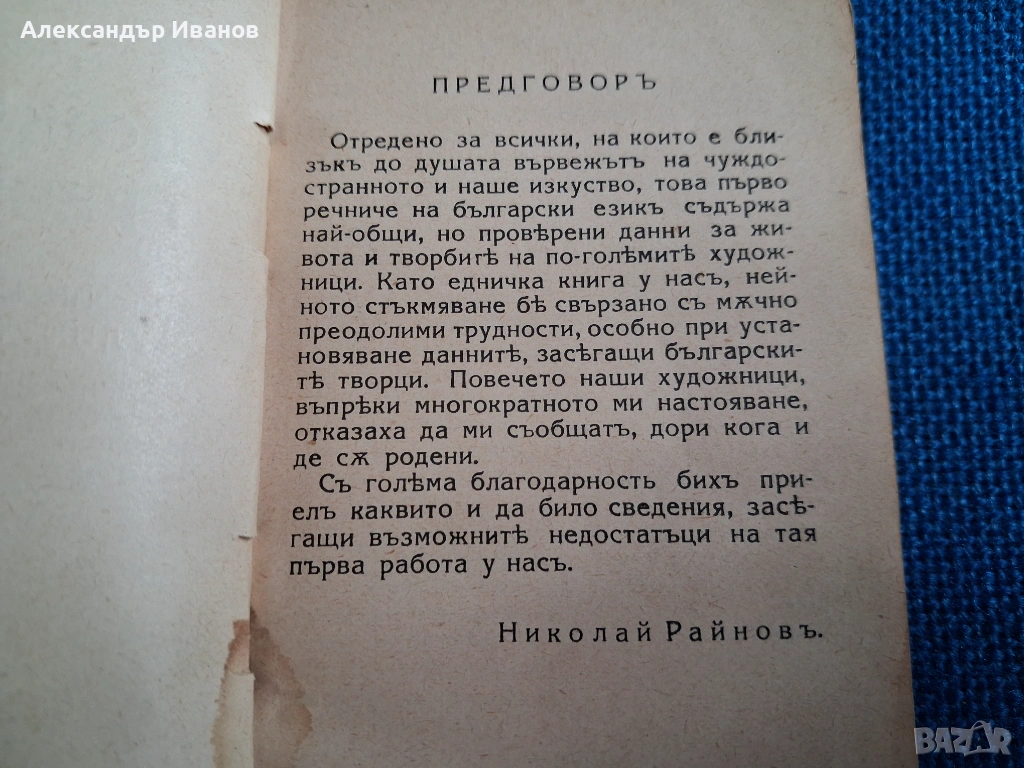 Александър Иванов
ПРЕДГОВОРЪ
Отредено за всички, на които е бли-
зъкъ до душата вървежътъ на чуждо-
странното и наше изкуство, това първо
речниче на български езикъ съдържа
най-общи, но провѣрени данни за жи-
вота и творбитѣ на по-голѣмитѣ худож-
ници. Като едничка книга у насъ, ней-
ното стъкмяване бѣ свързано съ мѫчно
преодолими трудности, особно при уста-
новяване даннитѣ, засѣгащи български-
тѣ творци. Повечето наши художници,
въпрѣки многократното ми настояване,
отказаха да ми съобщатъ, дори кога и
де сѫ родени.
Съ голѣма благодарность бихъ при-
елъ каквито и да било сведения, засѣ-
гащи възможнитѣ недостатъци на тая
първа работа у насъ.
Николай Райновъ.
BAZAR